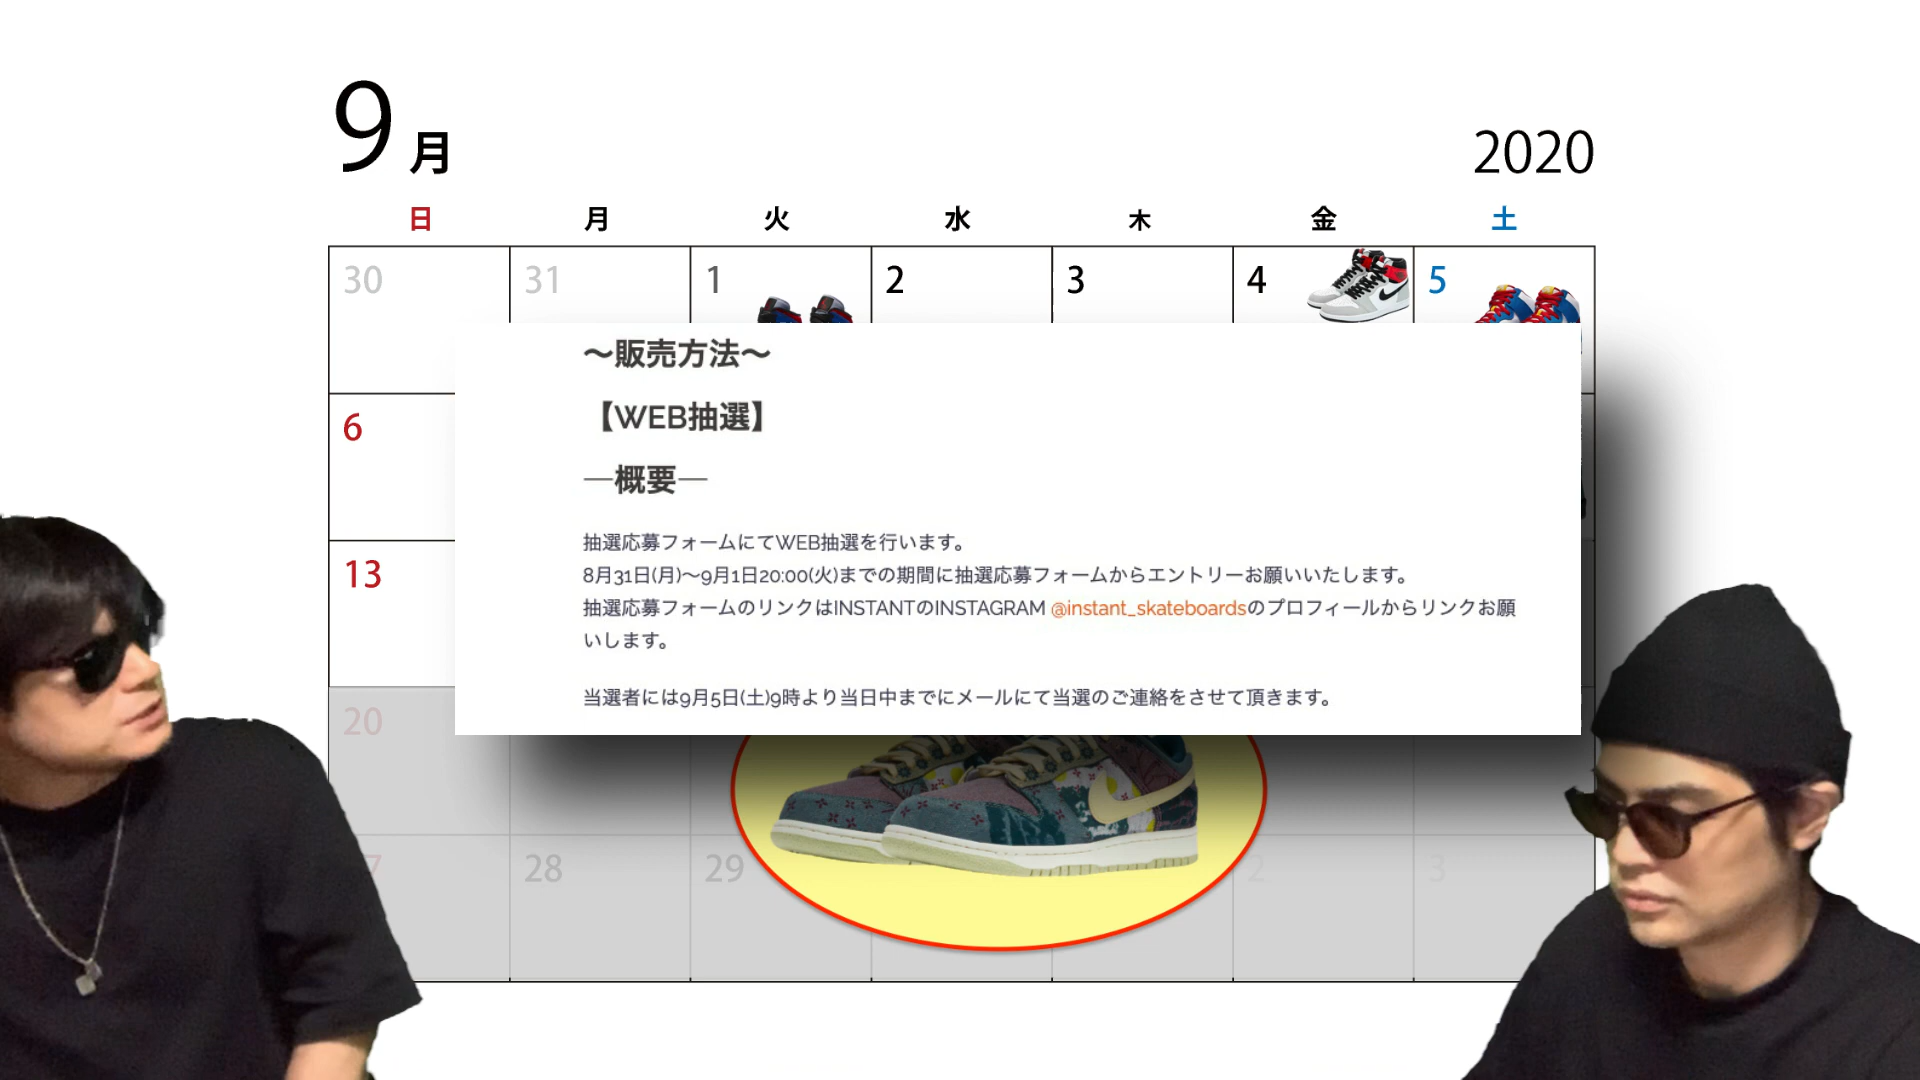 9月
2020
日 月 火 水 木 金 土
30 31 1 2 3 4 5
6
13
20
7 28 29 2 3
～販売方法～
【WEB抽選】
―概要―
抽選応募フォームにてWEB抽選を行います。
8月31日(月)～9月1日20:00(火)までの期間に抽選応募フォームからエントリーお願いいたします。
抽選応募フォームのリンクはINSTANTのINSTAGRAM @instant_skateboardsのプロフィールからリンクお願
いします。
当選者には9月5日(土)9時より当日中までにメールにて当選のご連絡をさせて頂きます。